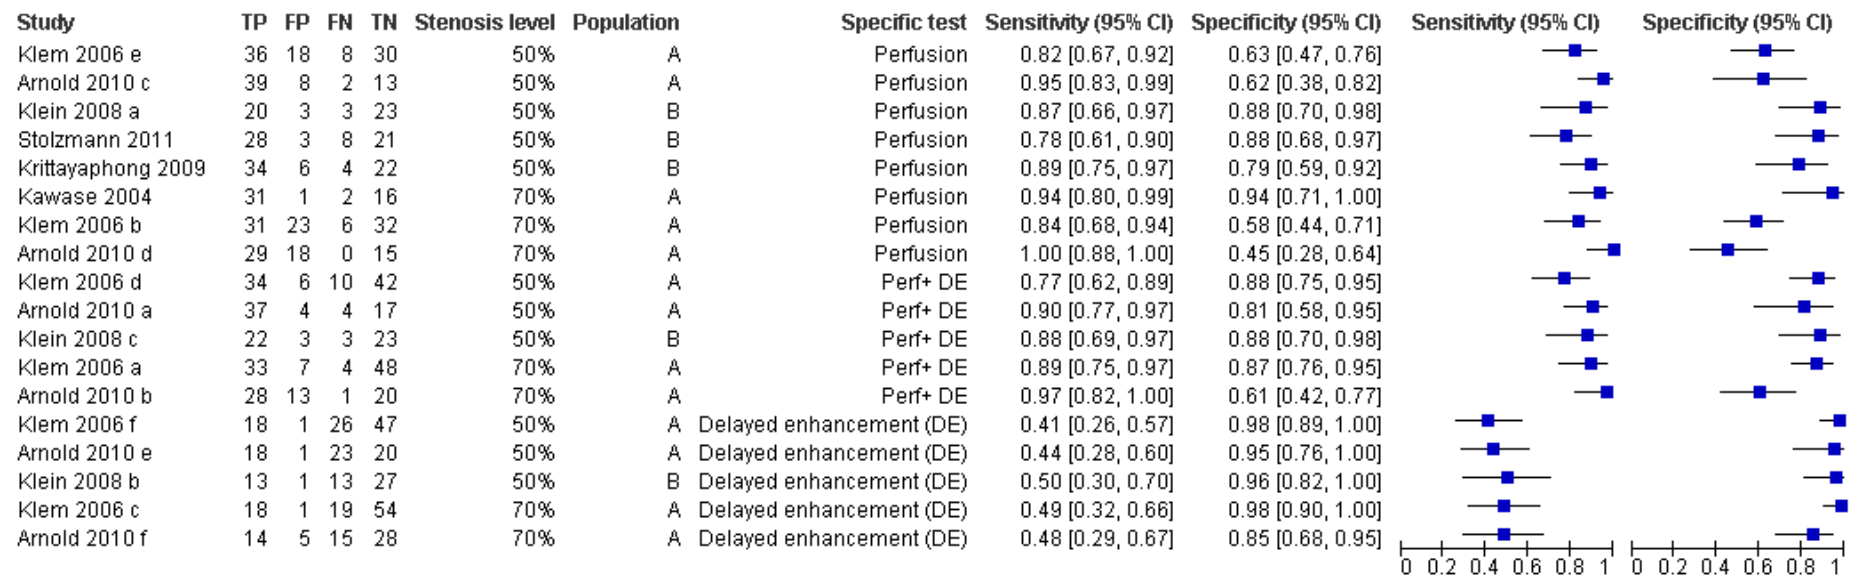 Study TP FP FN TN Stenosis level Population Specific test Sensitivity (95% CI) Specificity (95% CI) Sensitivity (95% CI) Specificity (95% CI)
Klem 2006 e 36 18 8 30 50% A Perfusion 0.82 [0.67, 0.92] 0.63 [0.47, 0.76]
Arnold 2010 c 39 8 2 13 50% A Perfusion 0.95 [0.83, 0.99] 0.62 [0.38, 0.82]
Klein 2008 a 20 3 3 23 50% B Perfusion 0.87 [0.66, 0.97] 0.88 [0.70, 0.98]
Stolzmann 2011 28 3 8 21 50% B Perfusion 0.78 [0.61, 0.90] 0.88 [0.68, 0.97]
Krittayaphong 2009 34 6 4 22 50% B Perfusion 0.89 [0.75, 0.97] 0.79 [0.59, 0.92]
Kawase 2004 31 1 2 16 70% A Perfusion 0.94 [0.80, 0.99] 0.94 [0.71, 1.00]
Klem 2006 b 31 23 6 32 70% A Perfusion 0.84 [0.68, 0.94] 0.58 [0.44, 0.71]
Arnold 2010 d 29 18 0 15 70% A Perfusion 1.00 [0.88, 1.00] 0.45 [0.28, 0.64]
Klem 2006 d 34 6 10 42 50% A Perf+ DE 0.77 [0.62, 0.89] 0.88 [0.75, 0.95]
Arnold 2010 a 37 4 4 17 50% A Perf+ DE 0.90 [0.77, 0.97] 0.81 [0.58, 0.95]
Klein 2008 c 22 3 3 23 50% B Perf+ DE 0.88 [0.69, 0.97] 0.88 [0.70, 0.98]
Klem 2006 a 33 7 4 48 70% A Perf+ DE 0.89 [0.75, 0.97] 0.87 [0.76, 0.95]
Arnold 2010 b 28 13 1 20 70% A Perf+ DE 0.97 [0.82, 1.00] 0.61 [0.42, 0.77]
Klem 2006 f 18 1 26 47 50% A Delayed enhancement (DE) 0.41 [0.26, 0.57] 0.98 [0.89, 1.00]
Arnold 2010 e 18 1 23 20 50% A Delayed enhancement (DE) 0.44 [0.28, 0.60] 0.95 [0.76, 1.00]
Klein 2008 b 13 1 13 27 50% B Delayed enhancement (DE) 0.50 [0.30, 0.70] 0.96 [0.82, 1.00]
Klem 2006 c 18 1 19 54 70% A Delayed enhancement (DE) 0.49 [0.32, 0.66] 0.98 [0.90, 1.00]
Arnold 2010 f 14 5 15 28 70% A Delayed enhancement (DE) 0.48 [0.29, 0.67] 0.85 [0.68, 0.95]
0 0.2 0.4 0.6 0.8 1 0 0.2 0.4 0.6 0.8 1